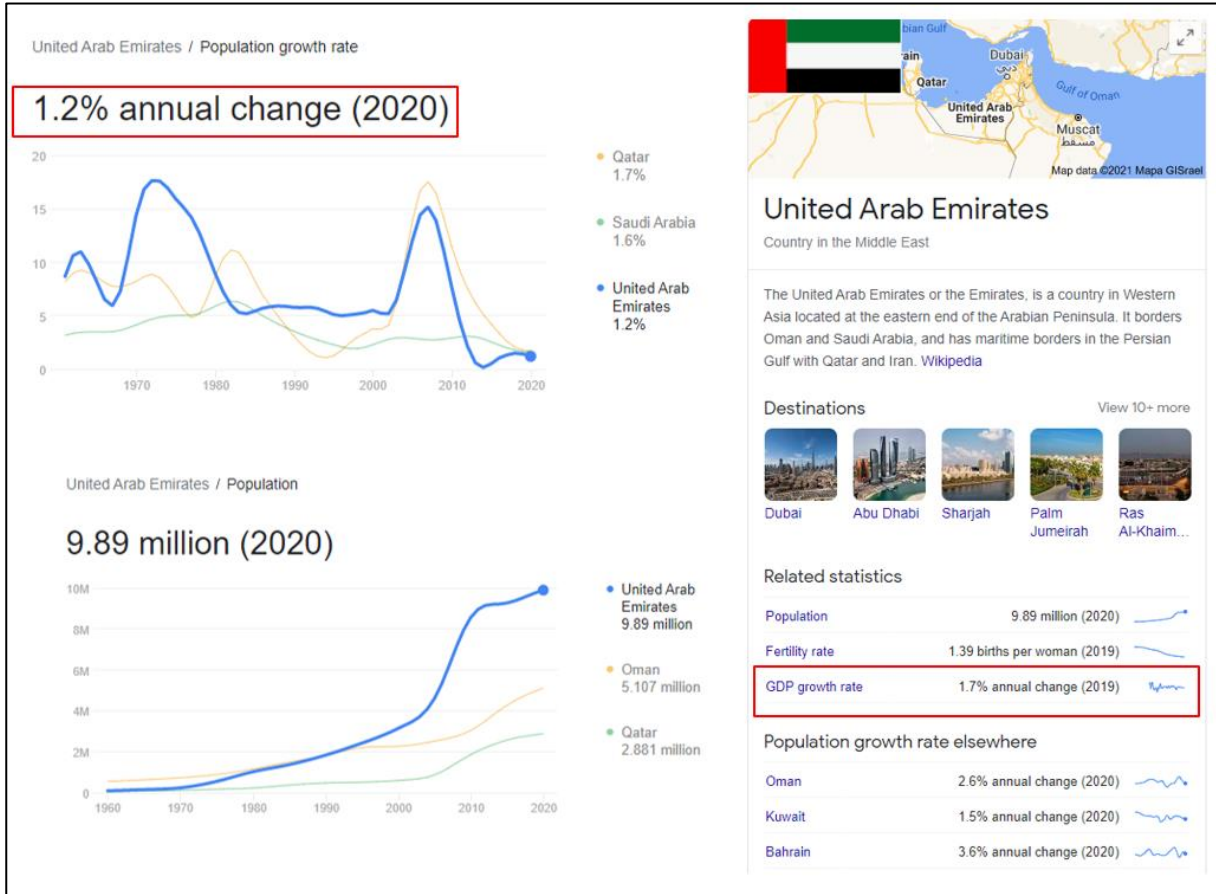 United Arab Emirates / Population growth rate
1.2% annual change (2020)
20
15
10
5
0
1970
1980
1990
2000
2010
2020
Qatar
1.7%
Saudi Arabia
1.6%
United Arab
Emirates
1.2%
United Arab Emirates / Population
9.89 million (2020)
10M
8M
6M
4M
2M
0
1960
1970
1980
1990
2000
2010
2020
United Arab
Emirates
9.89 million
Oman
5.107 million
Qatar
2.881 million
bian Gulf
rain
Dubai
دبي
Qatar
Gulf of Oman
United Arab
Emirates
Muscat
مسقط
Map data ©2021 Mapa GISrael
United Arab Emirates
Country in the Middle East
The United Arab Emirates or the Emirates, is a country in Western
Asia located at the eastern end of the Arabian Peninsula. It borders
Oman and Saudi Arabia, and has maritime borders in the Persian
Gulf with Qatar and Iran. Wikipedia
Destinations
View 10+ more
Dubai
Abu Dhabi
Sharjah
Palm
Jumeirah
Ras
Al-Khaim...
Related statistics
Population 9.89 million (2020)
Fertility rate 1.39 births per woman (2019)
GDP growth rate 1.7% annual change (2019)
Population growth rate elsewhere
Oman 2.6% annual change (2020)
Kuwait 1.5% annual change (2020)
Bahrain 3.6% annual change (2020)